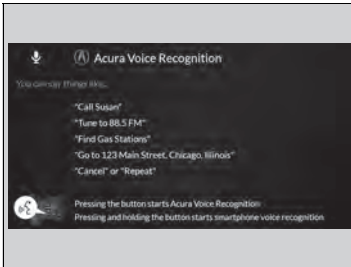 Acura Voice Recognition
You can say things like...
"Call Susan"
"Tune to 88.5 FM"
"Find Gas Stations"
"Go to 123 Main Street, Chicago, Illinois"
"Cancel" or "Repeat"
Pressing the button starts Acura Voice Recognition
Pressing and holding the button starts smartphone voice recognition